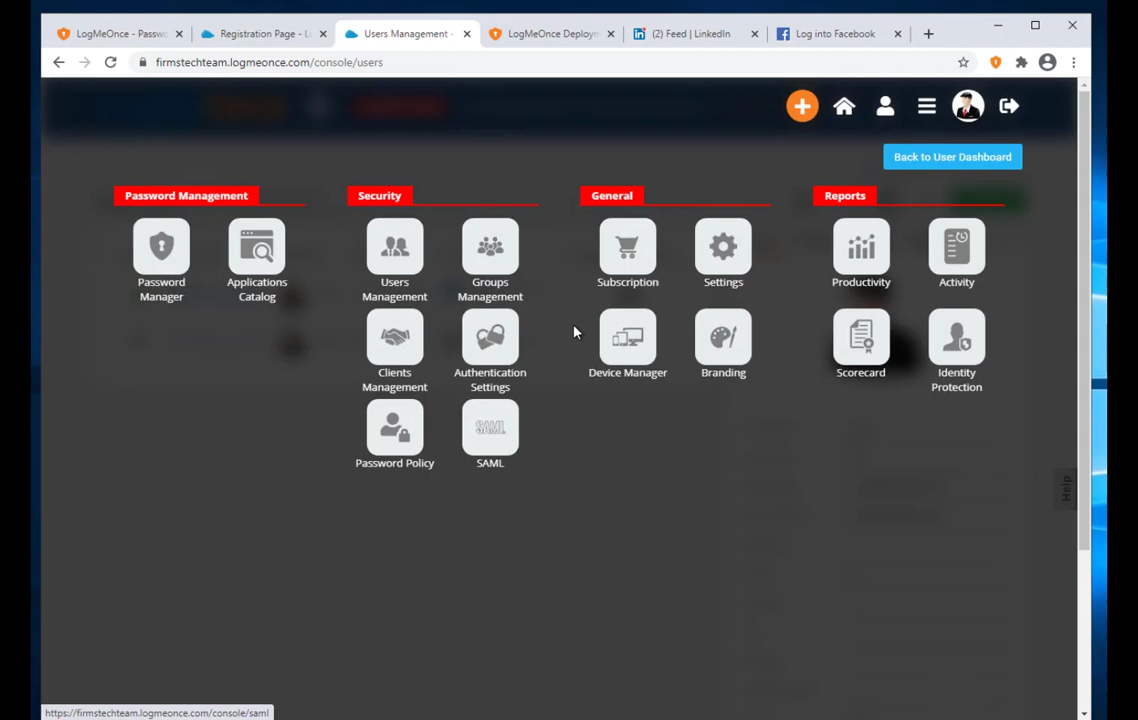 LogMeOnce - Passwo
Registration Page - L
Users Management -
LogMeOnce Deploym
(2) Feed | LinkedIn
Log into Facebook
firmstechteam.logmeonce.com/console/users
Back to User Dashboard
Password Management
Security
General
Reports
Password
Manager
Applications
Catalog
Users
Management
Groups
Management
Subscription
Settings
Productivity
Activity
Clients
Management
Authentication
Settings
Device Manager
Branding
Scorecard
Identity
Protection
SAML
Password Policy
SAML
Help
https://firmstechteam.logmeonce.com/console/saml